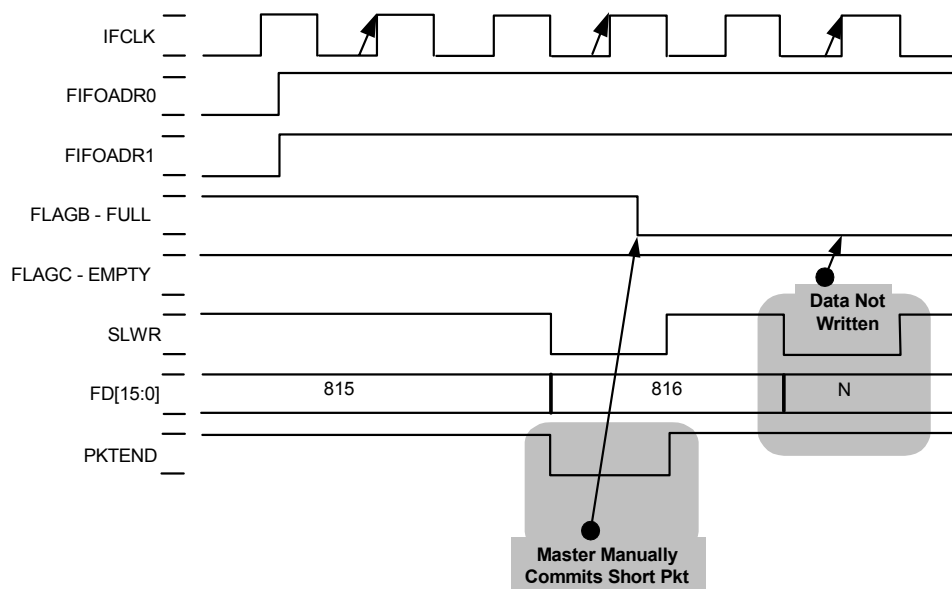 IFCLK
FIFOADR0
FIFOADR1
FLAGB - FULL
FLAGC - EMPTY
Data Not
Written
SLWR
FD[15:0]
815
816
N
PKTEND
Master Manually
Commits Short Pkt